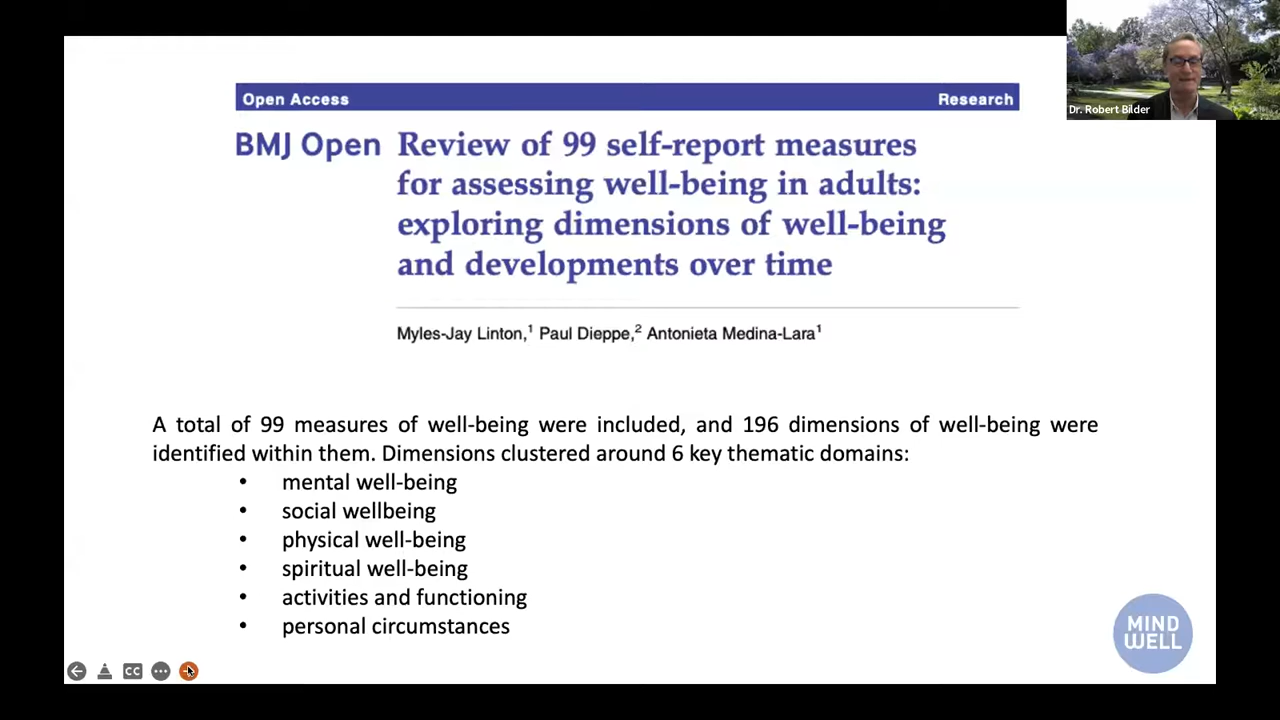 Dr. Robert Bilder
Open Access
Research
BMJ Open
Review of 99 self-report measures
for assessing well-being in adults:
exploring dimensions of well-being
and developments over time
Myles-Jay Linton,1 Paul Dieppe,2 Antonieta Medina-Lara1
A total of 99 measures of well-being were included, and 196 dimensions of well-being were
identified within them. Dimensions clustered around 6 key thematic domains:
• mental well-being
• social wellbeing
• physical well-being
• spiritual well-being
• activities and functioning
• personal circumstances
MIND
WELL
CC